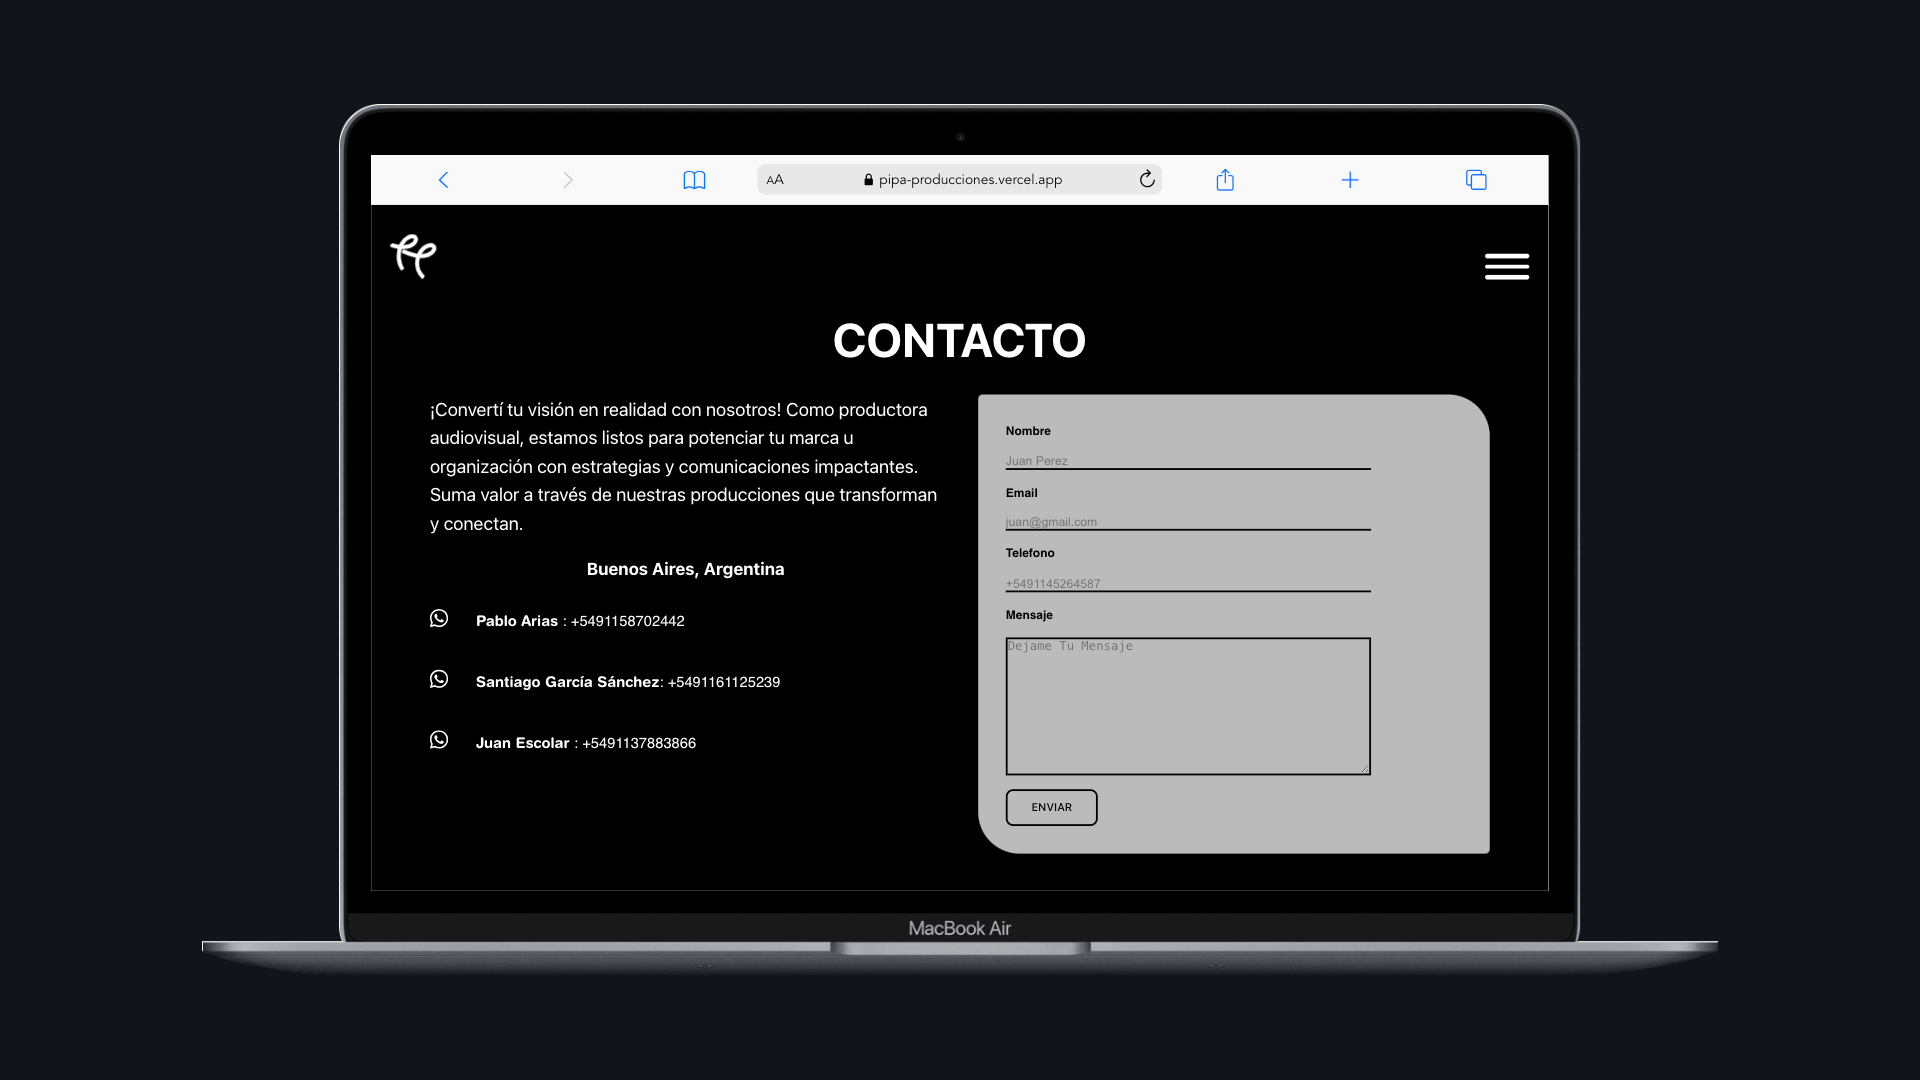 AA pipa-producciones.vercel.app
CONTACTO
¡Convertí tu visión en realidad con nosotros! Como productora
audiovisual, estamos listos para potenciar tu marca u
organización con estrategias y comunicaciones impactantes.
Suma valor a través de nuestras producciones que transforman
y conectan.
Buenos Aires, Argentina
Pablo Arias : +5491158702442
Santiago García Sánchez: +5491161125239
Juan Escolar : +5491137883866
Nombre
Juan Perez
Email
juan@gmail.com
Telefono
+5491145264587
Mensaje
Dejame Tu Mensaje
ENVIAR
MacBook Air